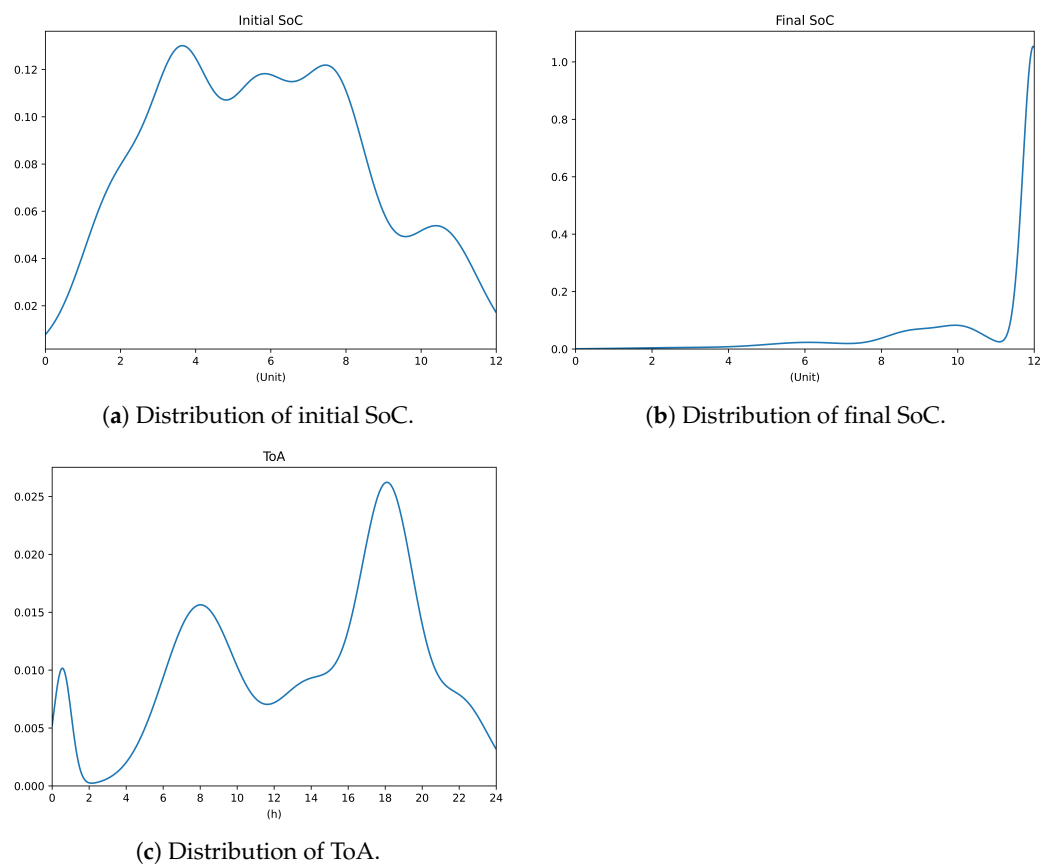 Initial SoC
0.12
0.10
0.08
0.06
0.04
0.02
0 2 4 6 8 10 12
(Unit)
(a) Distribution of initial SoC.
Final SoC
1.0
0.8
0.6
0.4
0.2
0.0
0 2 4 6 8 10 12
(Unit)
(b) Distribution of final SoC.
ToA
0.025
0.020
0.015
0.010
0.005
0.000
0 2 4 6 8 10 12 14 16 18 20 22 24
(h)
(c) Distribution of ToA.